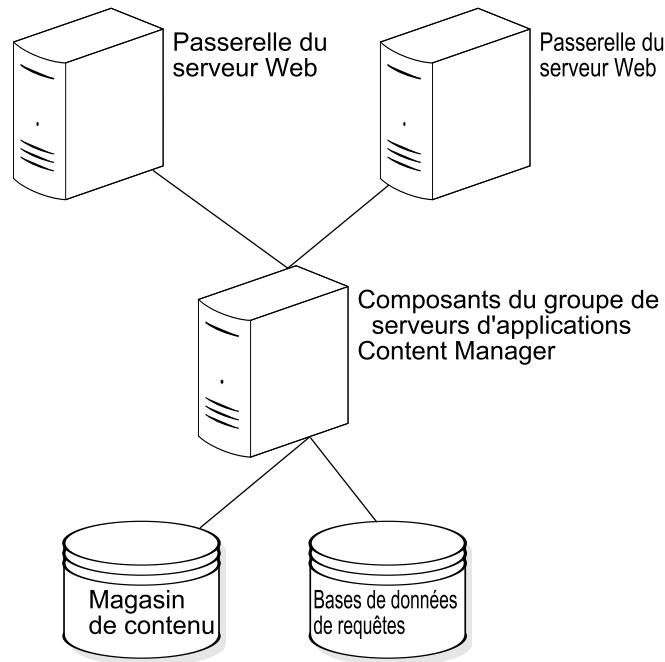 Passerelle du
serveur Web
Passerelle du
serveur Web
Composants du groupe de
serveurs d'applications
Content Manager
Magasin
de contenu
Bases de données
de requêtes